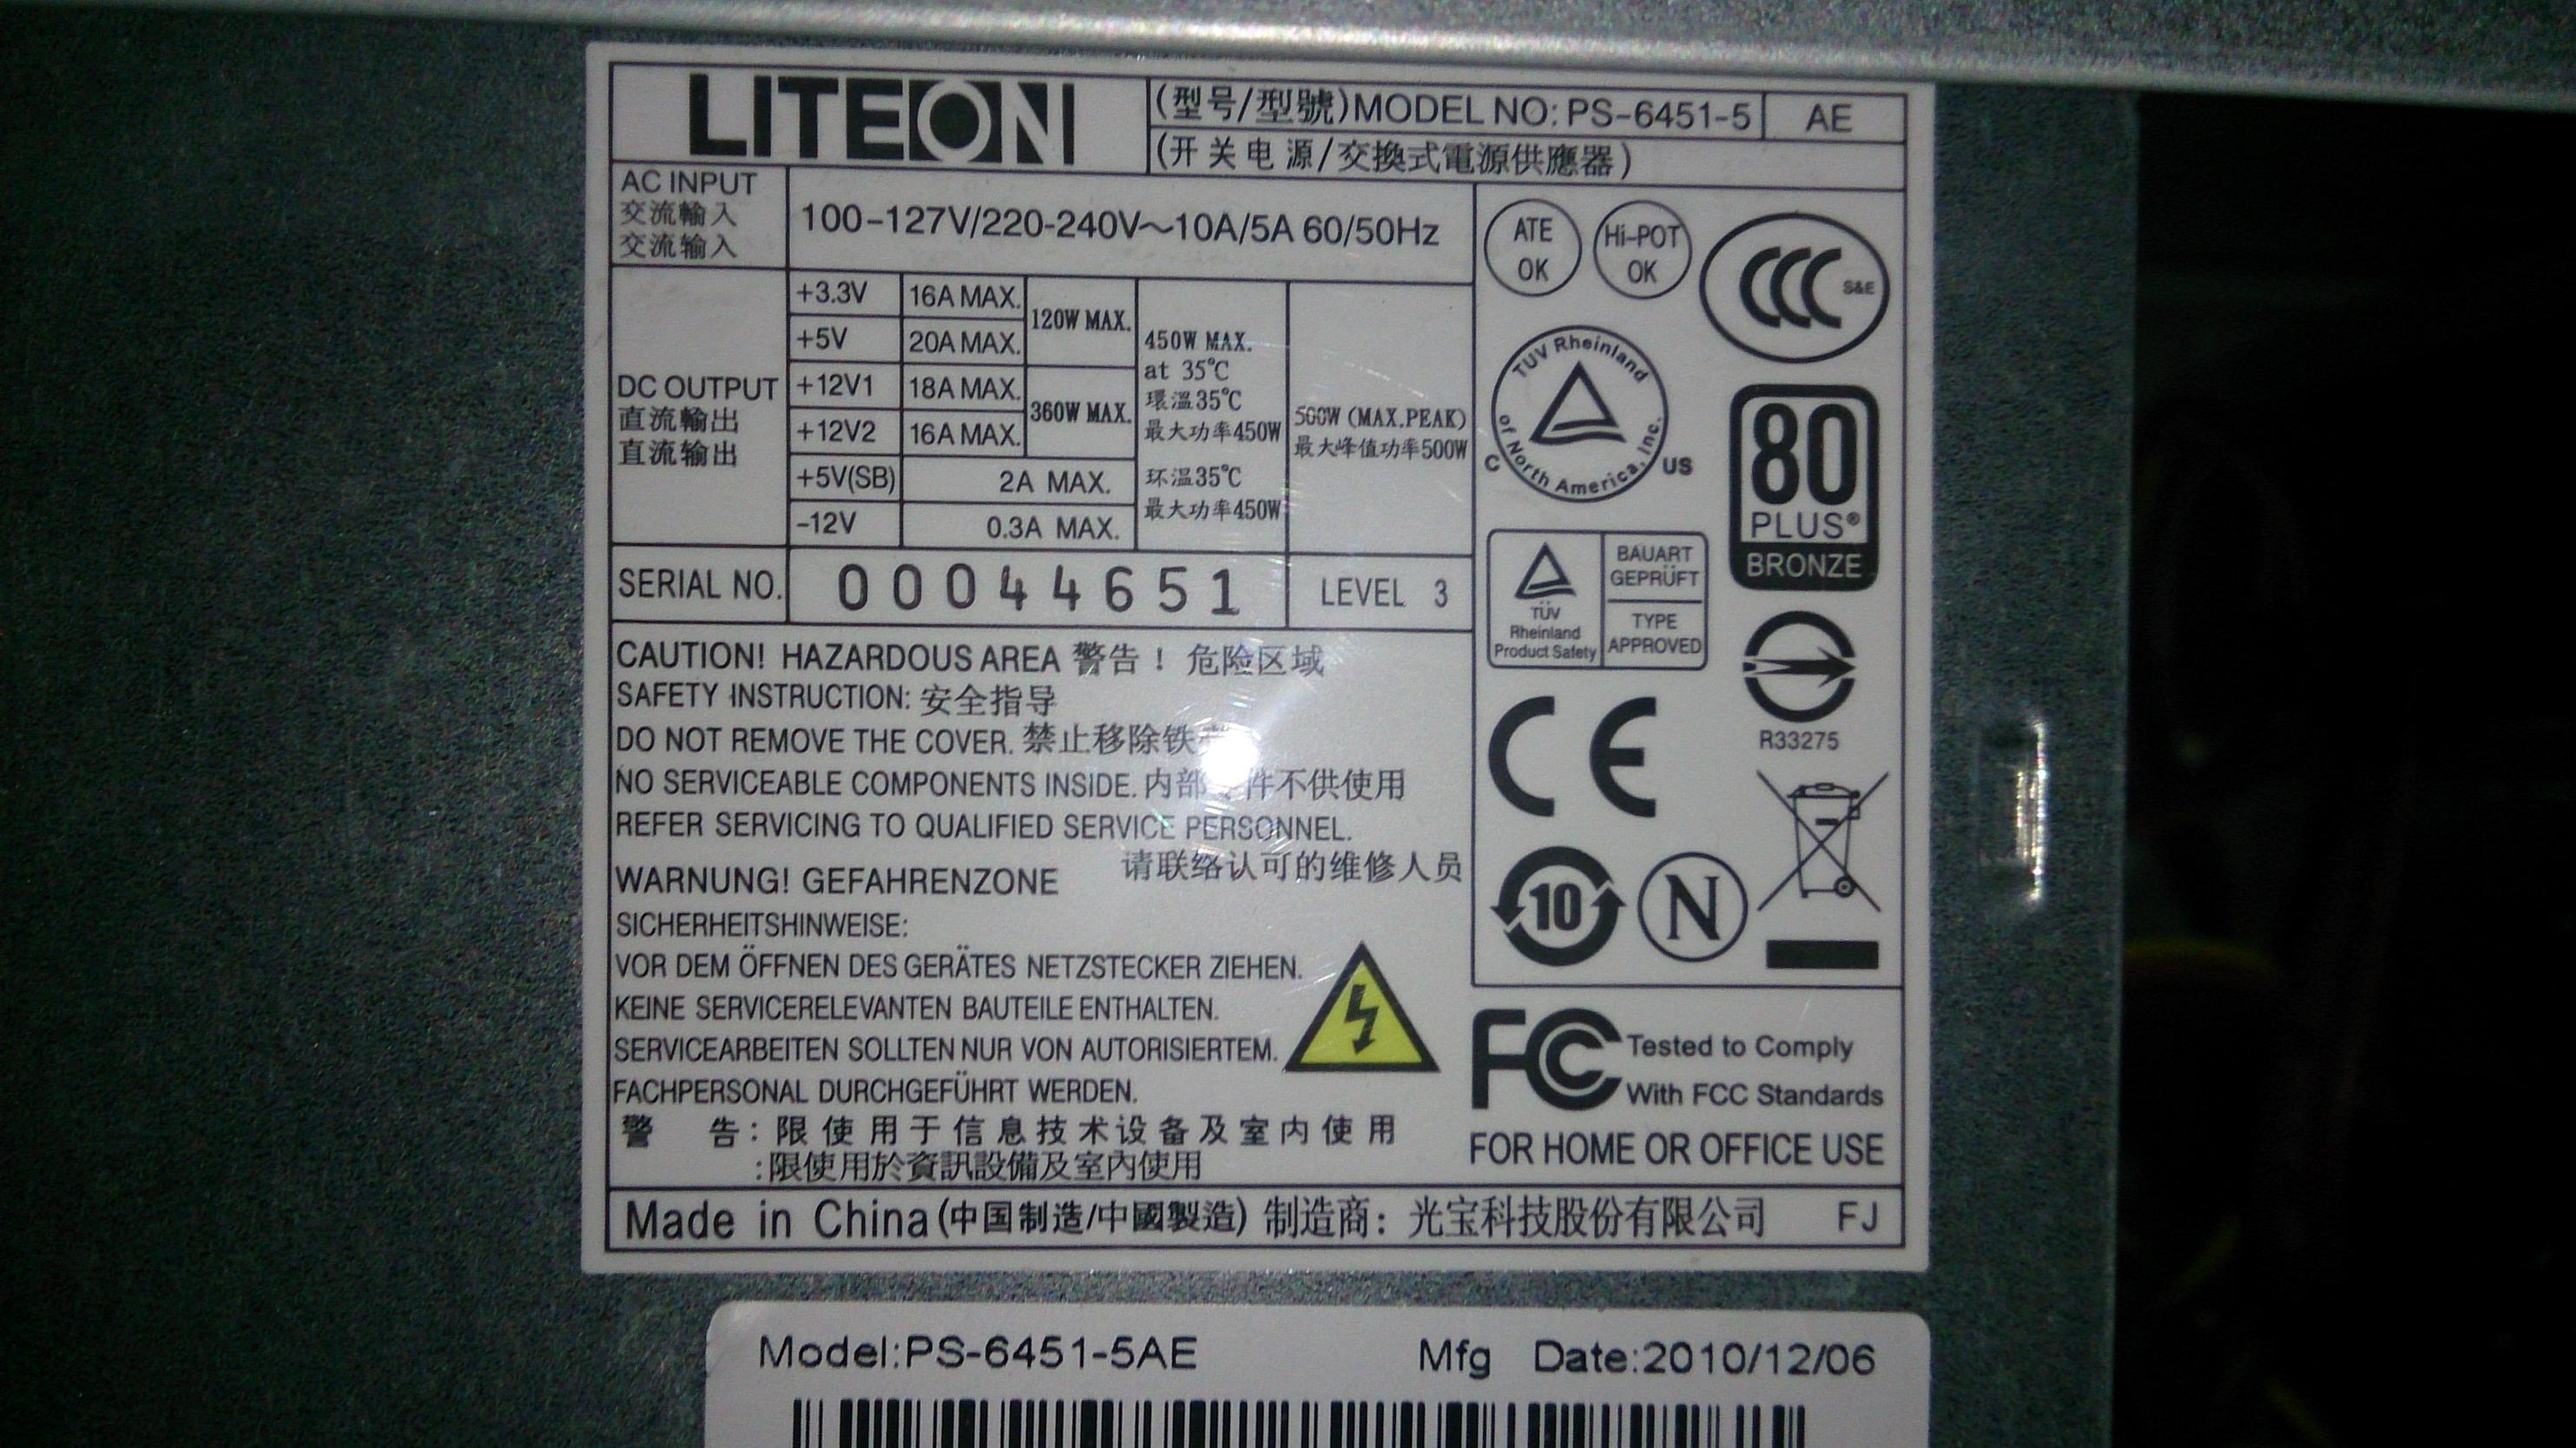 LITEON
(型号/型號)MODEL NO: PS-6451-5 AE
(开关电源/交換式電源供應器)
AC INPUT
交流輸入
交流输入
100-127V/220-240V～10A/5A 60/50Hz
DC OUTPUT
直流輸出
直流输出
+3.3V 16A MAX.
+5V 20A MAX.
120W MAX.
+12V1 18A MAX.
+12V2 16A MAX.
360W MAX.
+5V(SB) 2A MAX.
-12V 0.3A MAX.
450W MAX.
at 35℃
環溫35℃
最大功率450W
环温35℃
最大功率450W
500W (MAX.PEAK)
最大峰值功率500W
SERIAL NO. 00044651 LEVEL 3
ATE
OK
Hi-POT
OK
CCC S&E
TUV Rheinland
of North America, Inc.
C US
80
PLUS®
BRONZE
TÜV
Rheinland
Product Safety
BAUART
GEPRÜFT
TYPE
APPROVED
R33275
CE
10
N
CAUTION! HAZARDOUS AREA 警告！ 危险区域
SAFETY INSTRUCTION: 安全指导
DO NOT REMOVE THE COVER. 禁止移除铁
NO SERVICEABLE COMPONENTS INSIDE. 内部 件不供使用
REFER SERVICING TO QUALIFIED SERVICE PERSONNEL.
请联络认可的维修人员
WARNUNG! GEFAHRENZONE
SICHERHEITSHINWEISE:
VOR DEM ÖFFNEN DES GERÄTES NETZSTECKER ZIEHEN.
KEINE SERVICERELEVANTEN BAUTEILE ENTHALTEN.
SERVICEARBEITEN SOLLTEN NUR VON AUTORISIERTEM.
FACHPERSONAL DURCHGEFÜHRT WERDEN.
警 告: 限使用于信息技术设备及室内使用
:限使用於資訊設備及室內使用
FC Tested to Comply
With FCC Standards
FOR HOME OR OFFICE USE
Made in China(中国制造/中國製造) 制造商: 光宝科技股份有限公司 FJ
Model:PS-6451-5AE Mfg Date:2010/12/06